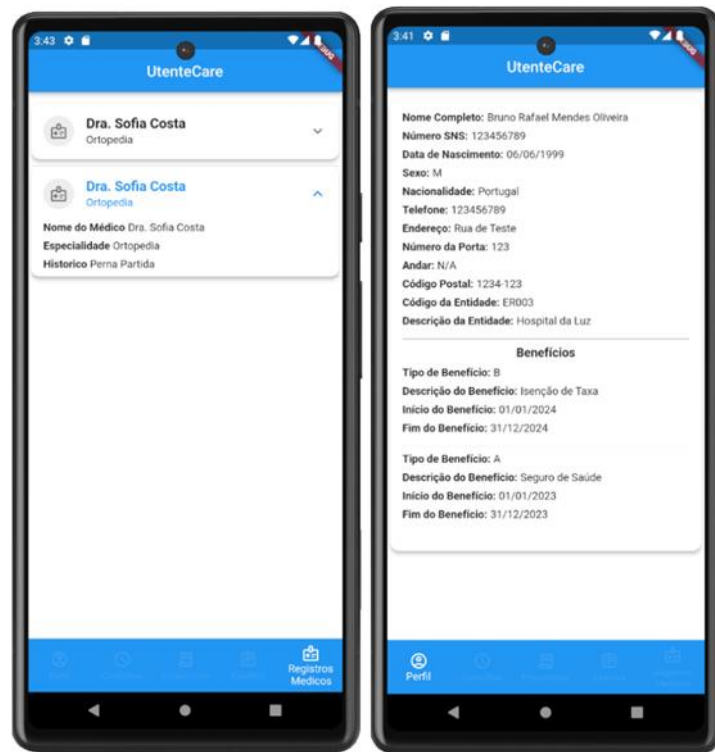 3:43
DEBUG
UtenteCare
Dra. Sofia Costa
Ortopedia
Dra. Sofia Costa
Ortopedia
Nome do Médico Dra. Sofia Costa
Especialidade Ortopedia
Historico Perna Partida
Registros
Medicos
3:41
DEBUG
UtenteCare
Nome Completo: Bruno Rafael Mendes Oliveira
Número SNS: 123456789
Data de Nascimento: 06/06/1999
Sexo: M
Nacionalidade: Portugal
Telefone: 123456789
Endereço: Rua de Teste
Número da Porta: 123
Andar: N/A
Código Postal: 1234-123
Código da Entidade: ER003
Descrição da Entidade: Hospital da Luz
Benefícios
Tipo de Benefício: B
Descrição do Benefício: Isenção de Taxa
Início do Benefício: 01/01/2024
Fim do Benefício: 31/12/2024
Tipo de Benefício: A
Descrição do Benefício: Seguro de Saúde
Início do Benefício: 01/01/2023
Fim do Benefício: 31/12/2023
Perfil